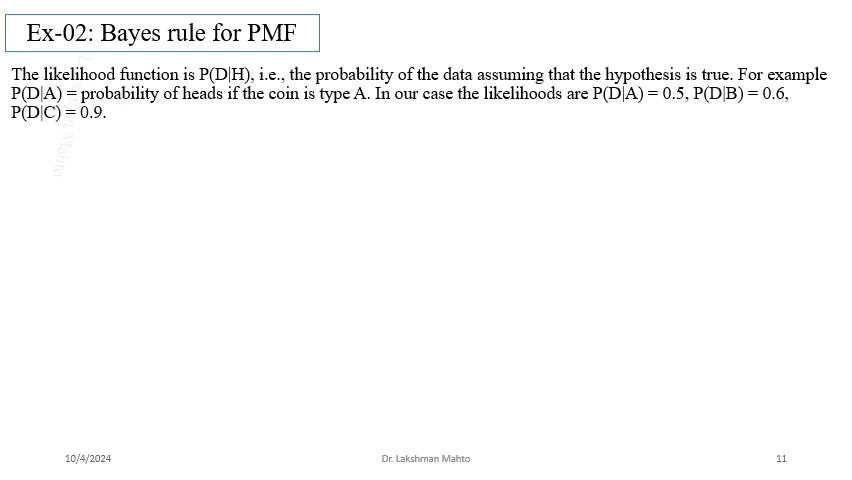 Ex-02: Bayes rule for PMF
The likelihood function is P(D|H), i.e., the probability of the data assuming that the hypothesis is true. For example
P(D|A) = probability of heads if the coin is type A. In our case the likelihoods are P(D|A) = 0.5, P(D|B) = 0.6,
P(D|C) = 0.9.
Mahto
10/4/2024
Dr. Lakshman Mahto
11